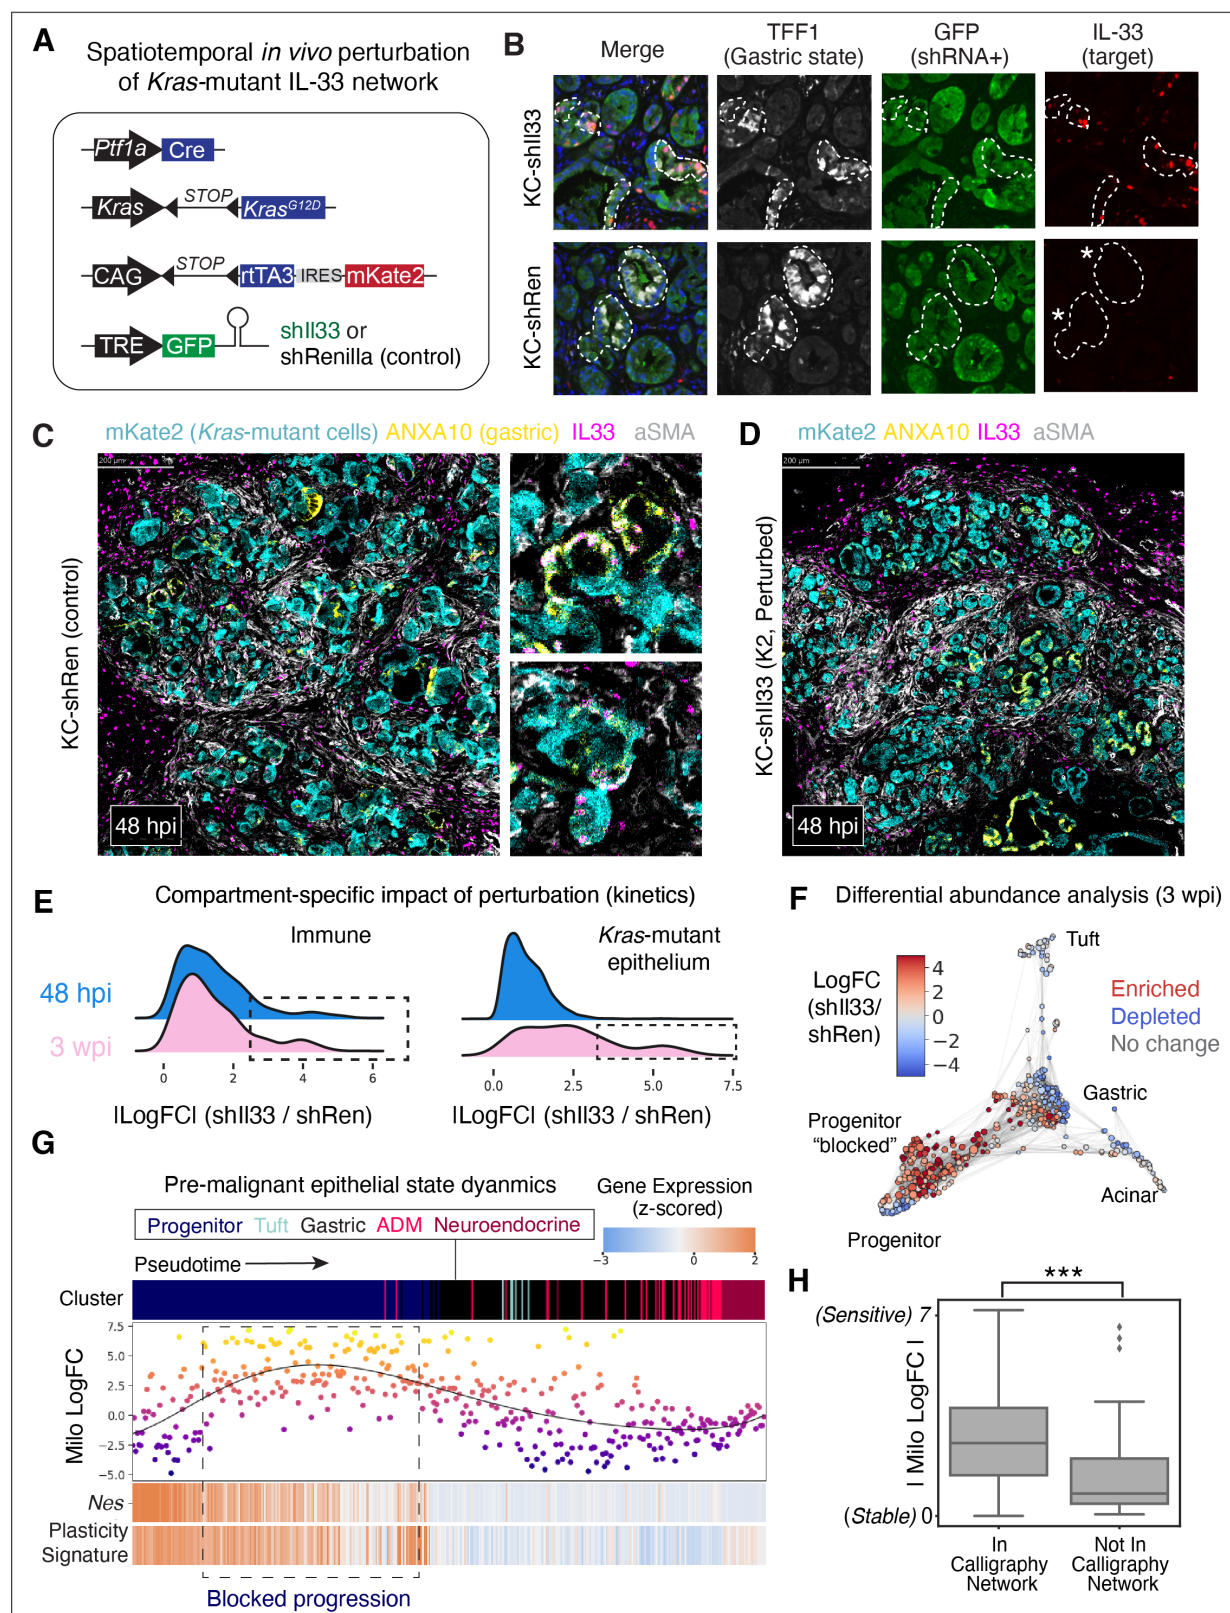 A
Spatiotemporal in vivo perturbation
of Kras-mutant IL-33 network
Ptf1a Cre
Kras STOP KrasG12D
CAG STOP rtTA3 IRES mKate2
TRE GFP
shIl33 or
shRenilla (control)
B
Merge
TFF1
(Gastric state)
GFP
(shRNA+)
IL-33
(target)
KC-shIl33
KC-shRen
*
*
C
mKate2 (Kras-mutant cells) ANXA10 (gastric) IL33 aSMA
KC-shRen (control)
200 µm
48 hpi
D
mKate2 ANXA10 IL33 aSMA
KC-shIl33 (K2, Perturbed)
200 µm
48 hpi
E
Compartment-specific impact of perturbation (kinetics)
Immune
Kras-mutant
epithelium
48 hpi
3 wpi
0 2 4 6
0.0 2.5 5.0 7.5
|LogFC| (shIl33 / shRen)
|LogFC| (shIl33 / shRen)
F
Differential abundance analysis (3 wpi)
LogFC
(shIl33/
shRen)
4
2
0
−2
−4
Tuft
Enriched
Depleted
No change
Gastric
Progenitor
“blocked”
Acinar
Progenitor
G
Pre-malignant epithelial state dyanmics
Progenitor Tuft Gastric ADM Neuroendocrine
Gene Expression
(z-scored)
−3 0 2
Pseudotime
Cluster
Milo LogFC
7.5
5.0
2.5
0.0
−2.5
−5.0
Nes
Plasticity
Signature
Blocked progression
H
***
(Sensitive) 7
| Milo LogFC |
(Stable) 0
In
Calligraphy
Network
Not In
Calligraphy
Network